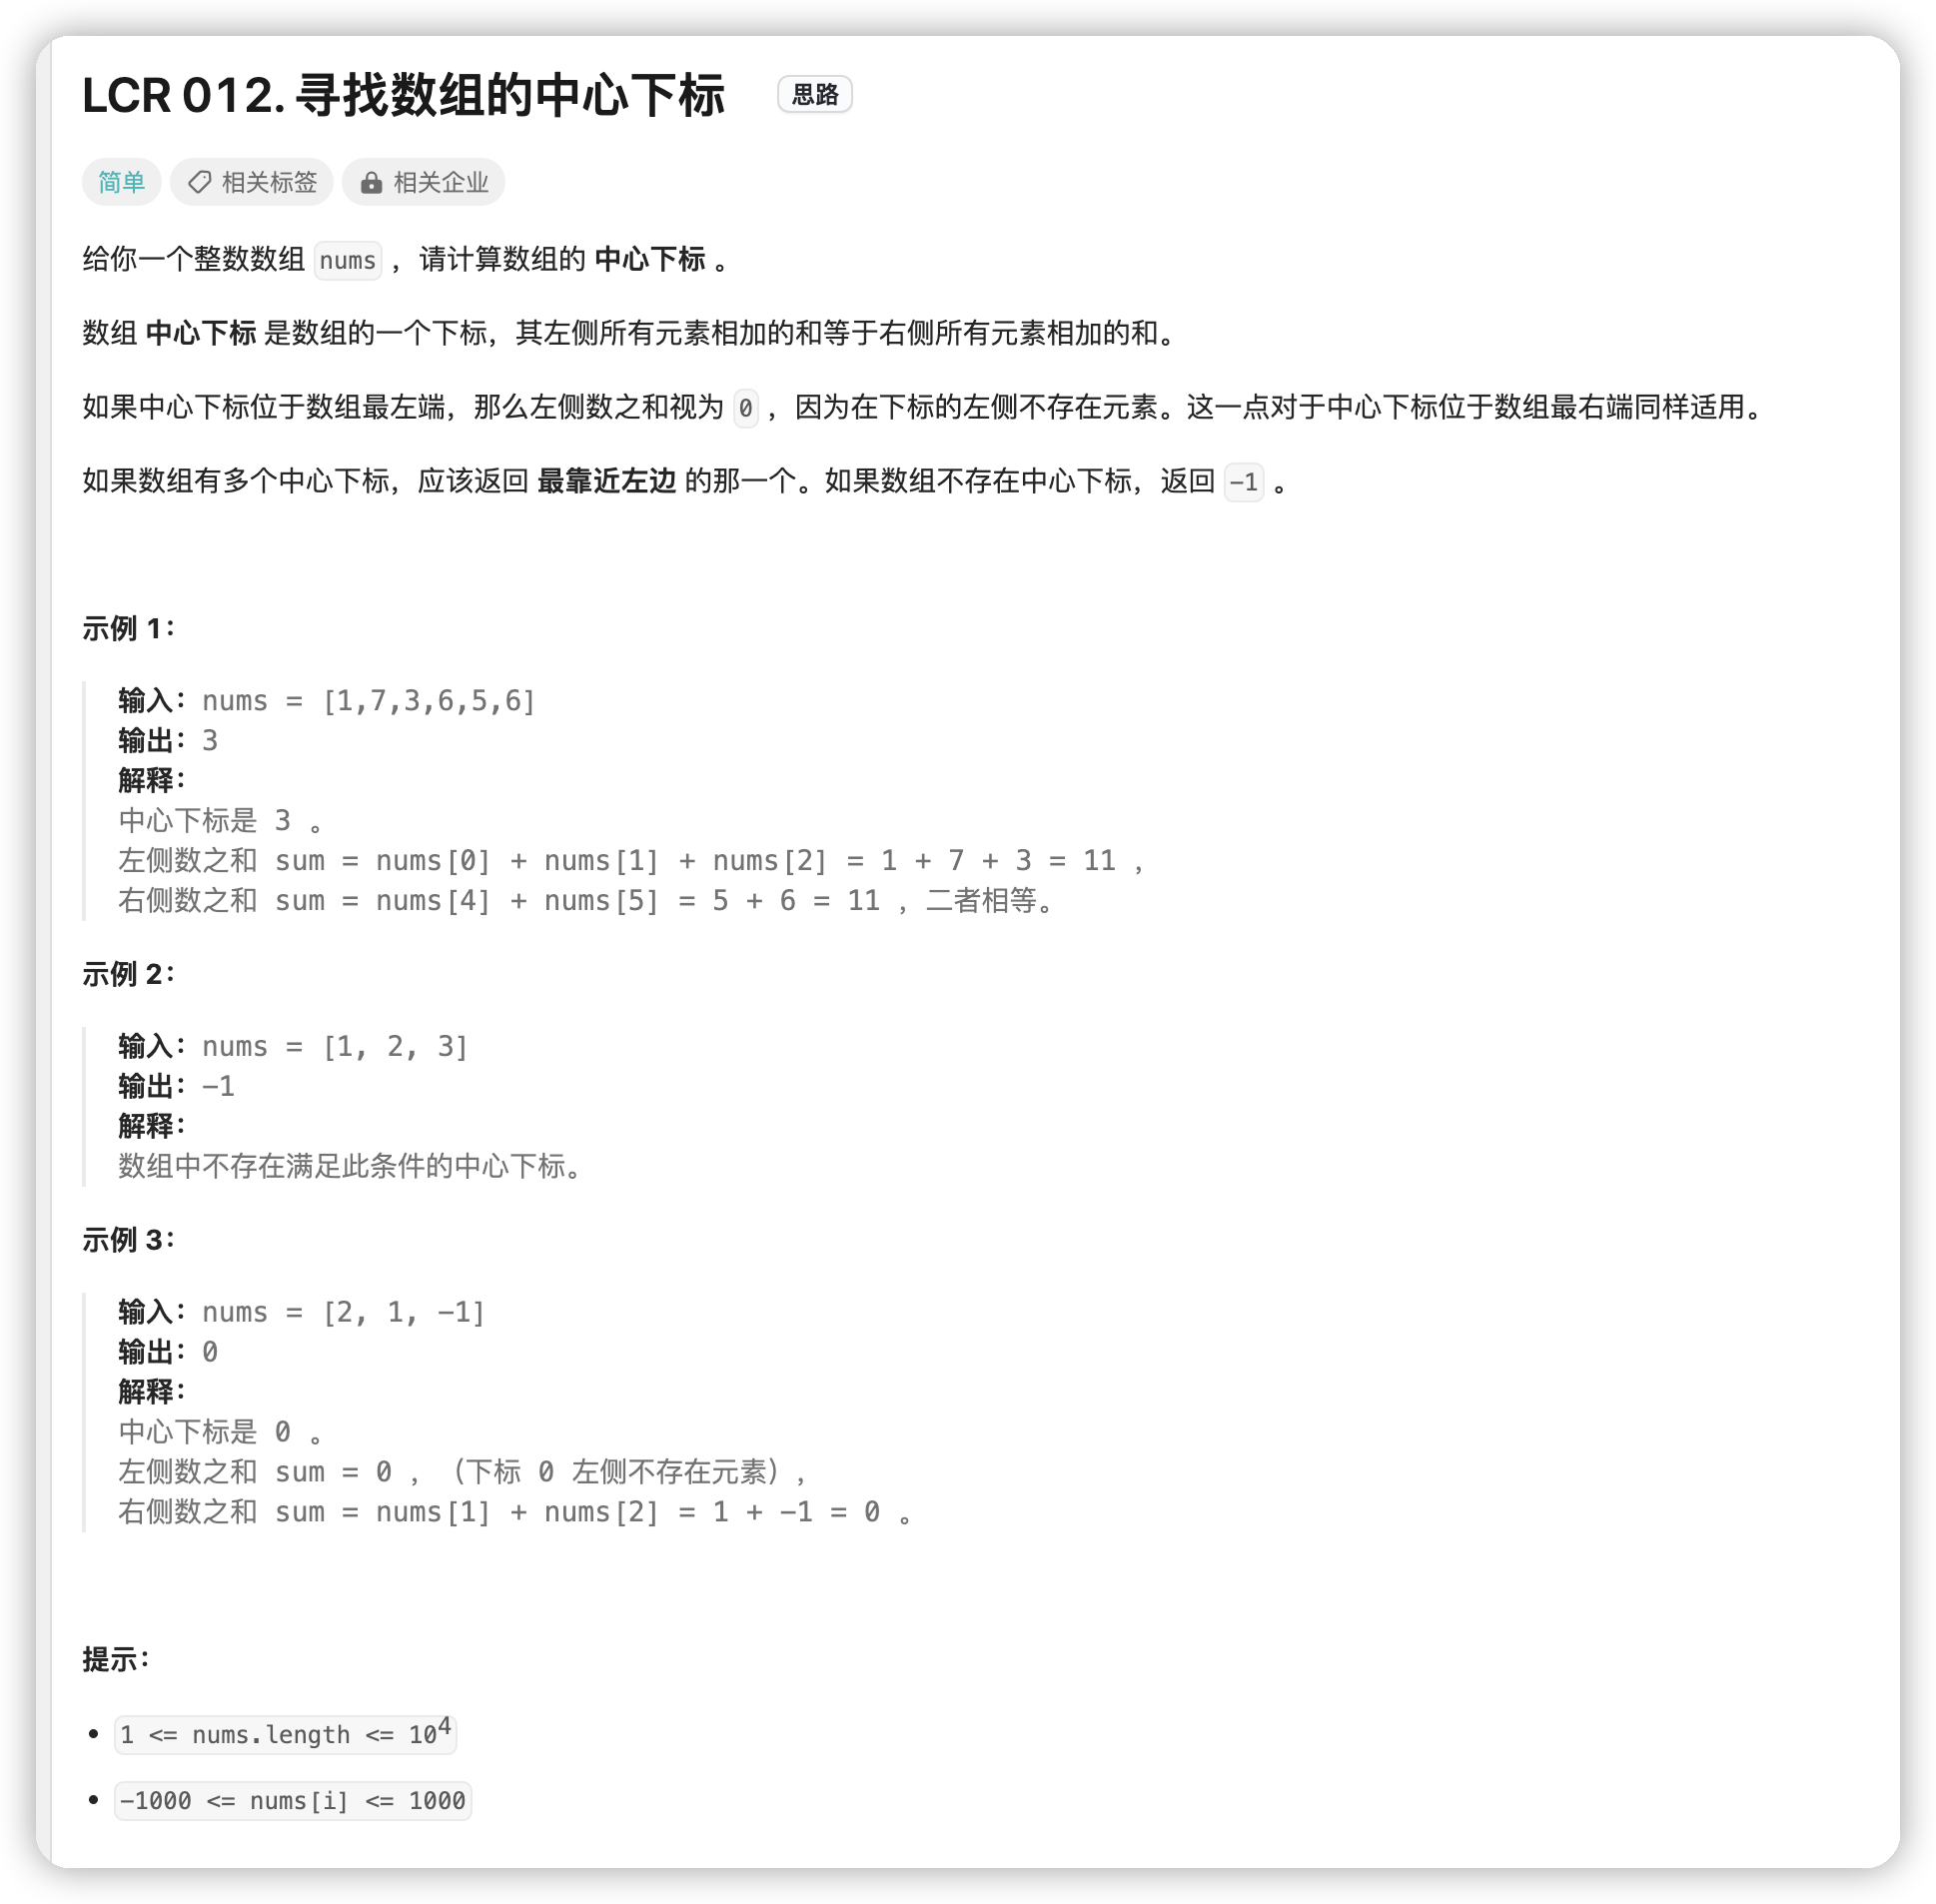 LCR 012. 寻找数组的中心下标 思路
简单 相关标签 相关企业
给你一个整数数组 nums ，请计算数组的 中心下标 。
数组 中心下标 是数组的一个下标，其左侧所有元素相加的和等于右侧所有元素相加的和。
如果中心下标位于数组最左端，那么左侧数之和视为 0 ，因为在下标的左侧不存在元素。这一点对于中心下标位于数组最右端同样适用。
如果数组有多个中心下标，应该返回 最靠近左边 的那一个。如果数组不存在中心下标，返回 -1 。
示例 1：
输入：nums = [1,7,3,6,5,6]
输出：3
解释：
中心下标是 3 。
左侧数之和 sum = nums[0] + nums[1] + nums[2] = 1 + 7 + 3 = 11 ，
右侧数之和 sum = nums[4] + nums[5] = 5 + 6 = 11 ，二者相等。
示例 2：
输入：nums = [1, 2, 3]
输出：-1
解释：
数组中不存在满足此条件的中心下标。
示例 3：
输入：nums = [2, 1, -1]
输出：0
解释：
中心下标是 0 。
左侧数之和 sum = 0 ，（下标 0 左侧不存在元素），
右侧数之和 sum = nums[1] + nums[2] = 1 + -1 = 0 。
提示：
• 1 <= nums.length <= 10⁴
• -1000 <= nums[i] <= 1000